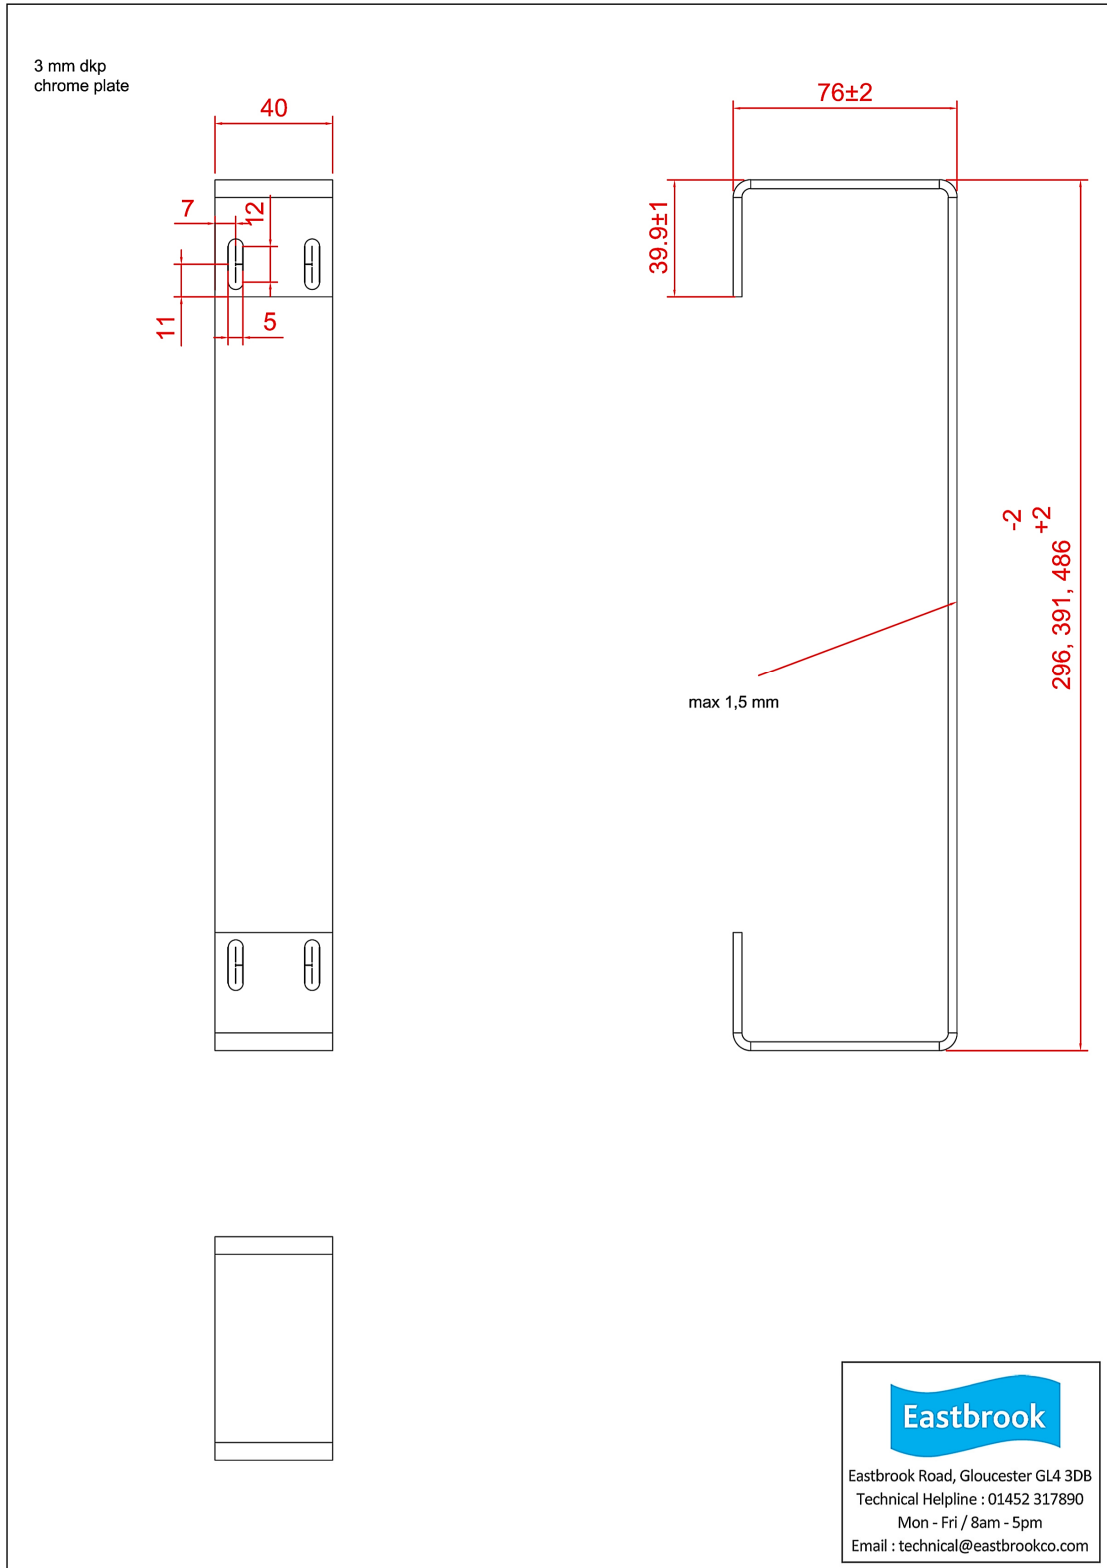 3 mm dkp
chrome plate
40
76±2
7
12
39.9±1
11
5
-2
+2
296, 391, 486
max 1,5 mm
Eastbrook
Eastbrook Road, Gloucester GL4 3DB
Technical Helpline : 01452 317890
Mon - Fri / 8am - 5pm
Email : technical@eastbrookco.com